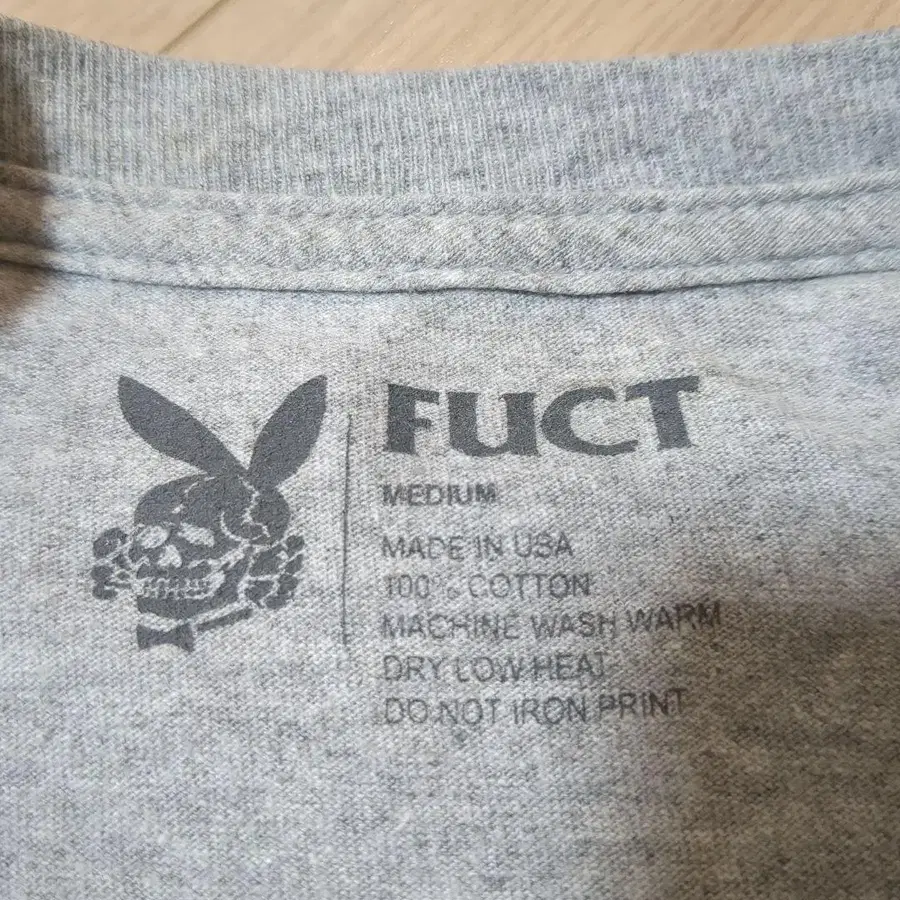 FUCT
MEDIUM
MADE IN USA
100% COTTON
MACHINE WASH WARM
DRY LOW HEAT
DO NOT IRON PRINT